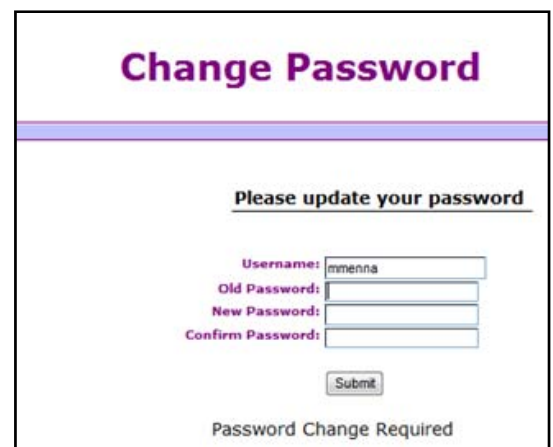 Change Password
Please update your password
Username: mmenna
Old Password:
New Password:
Confirm Password:
Submit
Password Change Required